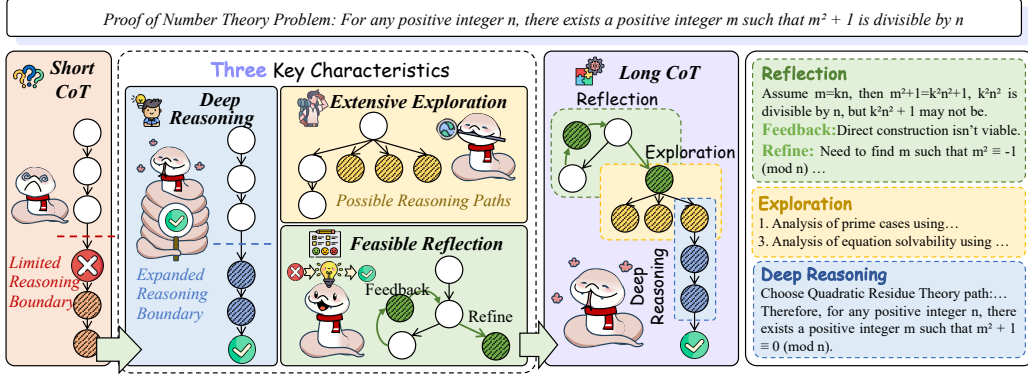 Proof of Number Theory Problem: For any positive integer n, there exists a positive integer m such that m² + 1 is divisible by n
Short
CoT
Limited
Reasoning
Boundary
Three Key Characteristics
Deep
Reasoning
Expanded
Reasoning
Boundary
Extensive Exploration
Possible Reasoning Paths
Feasible Reflection
Feedback
Refine
Long CoT
Reflection
Exploration
Deep
Reasoning
Reflection
Assume m=kn, then m²+1=k²n²+1, k²n² is
divisible by n, but k²n² + 1 may not be.
Feedback:Direct construction isn't viable.
Refine: Need to find m such that m² ≡ -1
(mod n) …
Exploration
1. Analysis of prime cases using…
3. Analysis of equation solvability using …
Deep Reasoning
Choose Quadratic Residue Theory path:…
Therefore, for any positive integer n, there
exists a positive integer m such that m² + 1
≡ 0 (mod n).